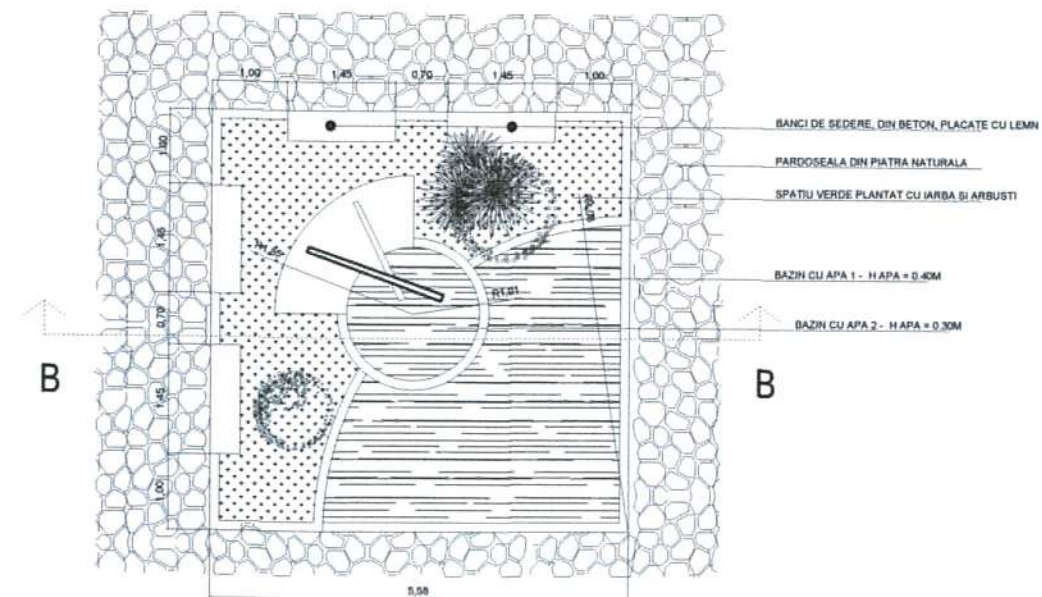 1,00 1,45 0,70 1,45 1,00
BANCI DE SEDERE, DIN BETON, PLACATE CU LEMN
PARDOSEALA DIN PIATRA NATURALA
SPATIU VERDE PLANTAT CU IARBA SI ARBUSTI
BAZIN CU APA 1 - H APA = 0.40M
BAZIN CU APA 2 - H APA = 0.30M
1,00
1,45
0,70
1,45
1,00
R1,01
B
B
5,58